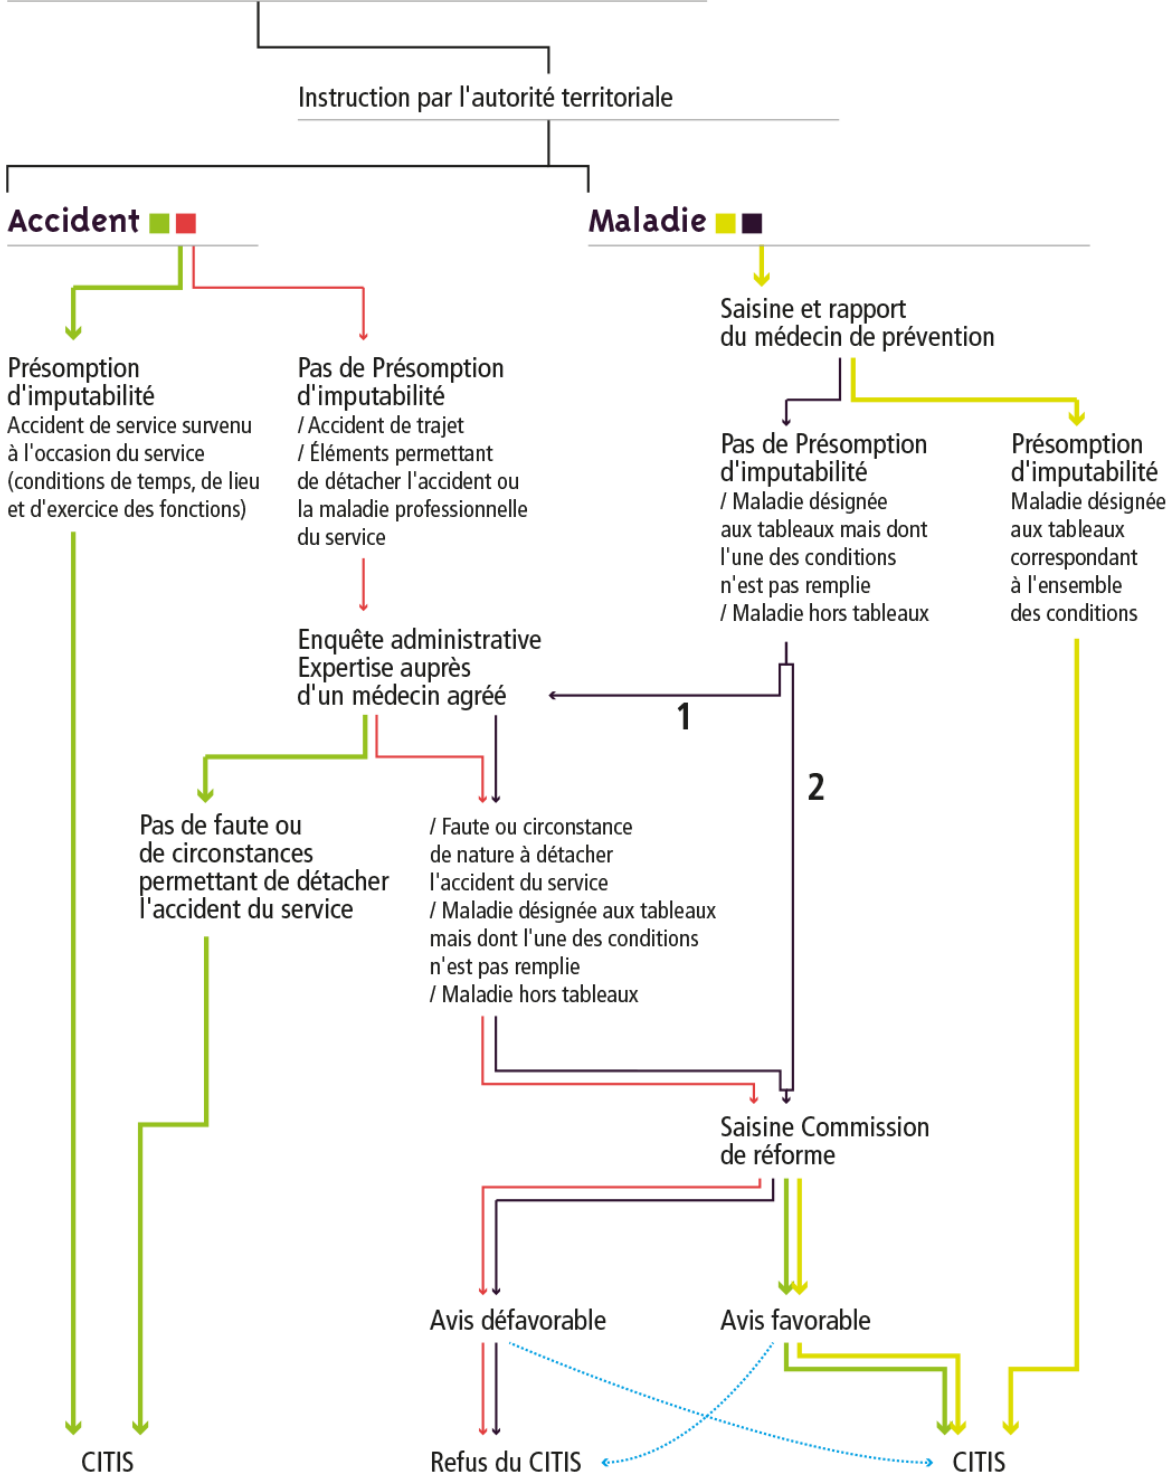 Instruction par l'autorité territoriale
Accident
Maladie
Saisine et rapport
du médecin de prévention
Présomption
d'imputabilité
Accident de service survenu
à l'occasion du service
(conditions de temps, de lieu
et d'exercice des fonctions)
Pas de Présomption
d'imputabilité
/ Accident de trajet
/ Éléments permettant
de détacher l'accident ou
la maladie professionnelle
du service
Pas de Présomption
d'imputabilité
/ Maladie désignée
aux tableaux mais dont
l'une des conditions
n'est pas remplie
/ Maladie hors tableaux
Présomption
d'imputabilité
Maladie désignée
aux tableaux
correspondant
à l'ensemble
des conditions
Enquête administrative
Expertise auprès
d'un médecin agréé
1
2
Pas de faute ou
de circonstances
permettant de détacher
l'accident du service
/ Faute ou circonstance
de nature à détacher
l'accident du service
/ Maladie désignée aux tableaux
mais dont l'une des conditions
n'est pas remplie
/ Maladie hors tableaux
Saisine Commission
de réforme
Avis défavorable
Avis favorable
CITIS
Refus du CITIS
CITIS